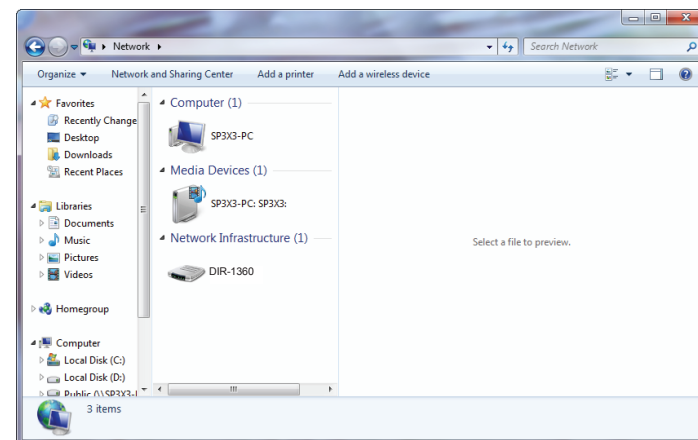 Network
Search Network
Organize
Network and Sharing Center
Add a printer
Add a wireless device
Favorites
Recently Change
Desktop
Downloads
Recent Places
Libraries
Documents
Music
Pictures
Videos
Homegroup
Computer
Local Disk (C:)
Local Disk (D:)
Public (\\SP3X3-
Computer (1)
SP3X3-PC
Media Devices (1)
SP3X3-PC: SP3X3:
Network Infrastructure (1)
DIR-1360
Select a file to preview.
3 items